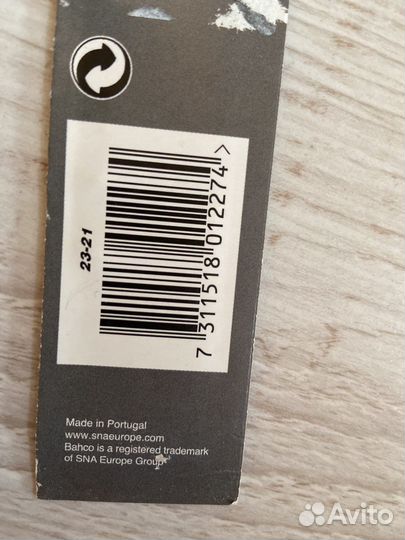 23-21
7 311518 012274 >
Made in Portugal
www.snaeurope.com
Bahco is a registered trademark
of SNA Europe Group
Avito